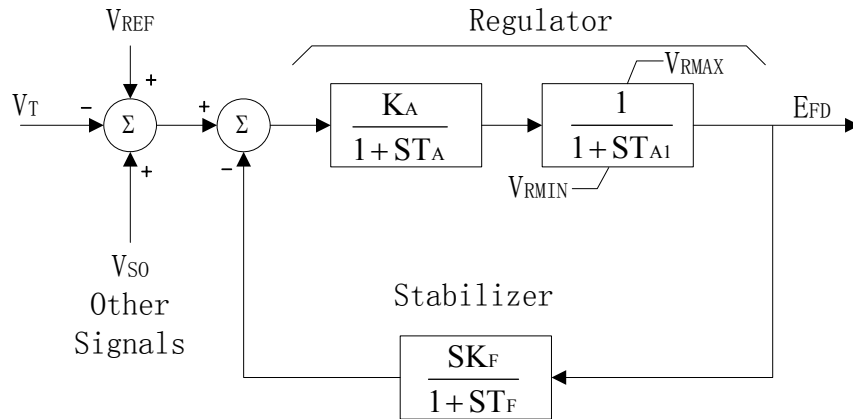 VREF
Regulator
VT
- + + + Σ
+ - Σ
KA
1+STA
1
1+STA1
VRMAX
VRMIN
EFD
VSO
Other
Signals
Stabilizer
SKF
1+STF